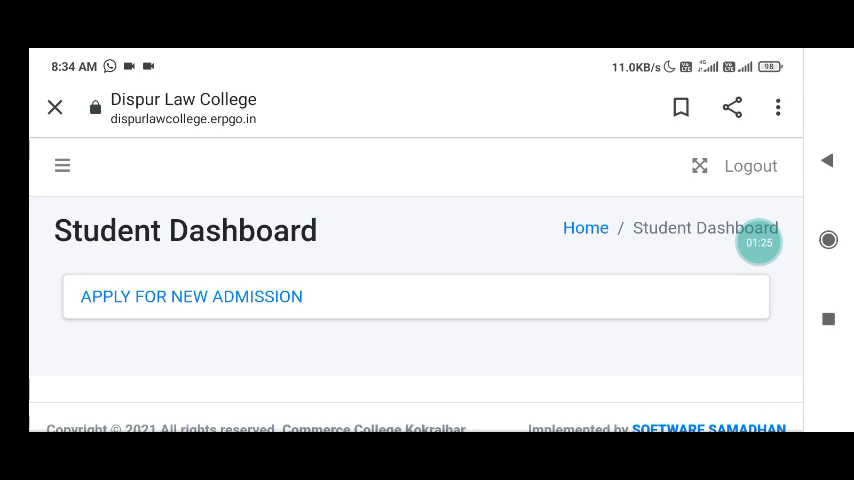 8:34 AM
11.0KB/s 4G 98
Dispur Law College
dispurlawcollege.erpgo.in
Logout
Student Dashboard
Home / Student Dashboard
01:25
APPLY FOR NEW ADMISSION
Copyright © 2021 All rights reserved. Commerce College Kokrajhar
Implemented by SOFTWARE SAMADHAN